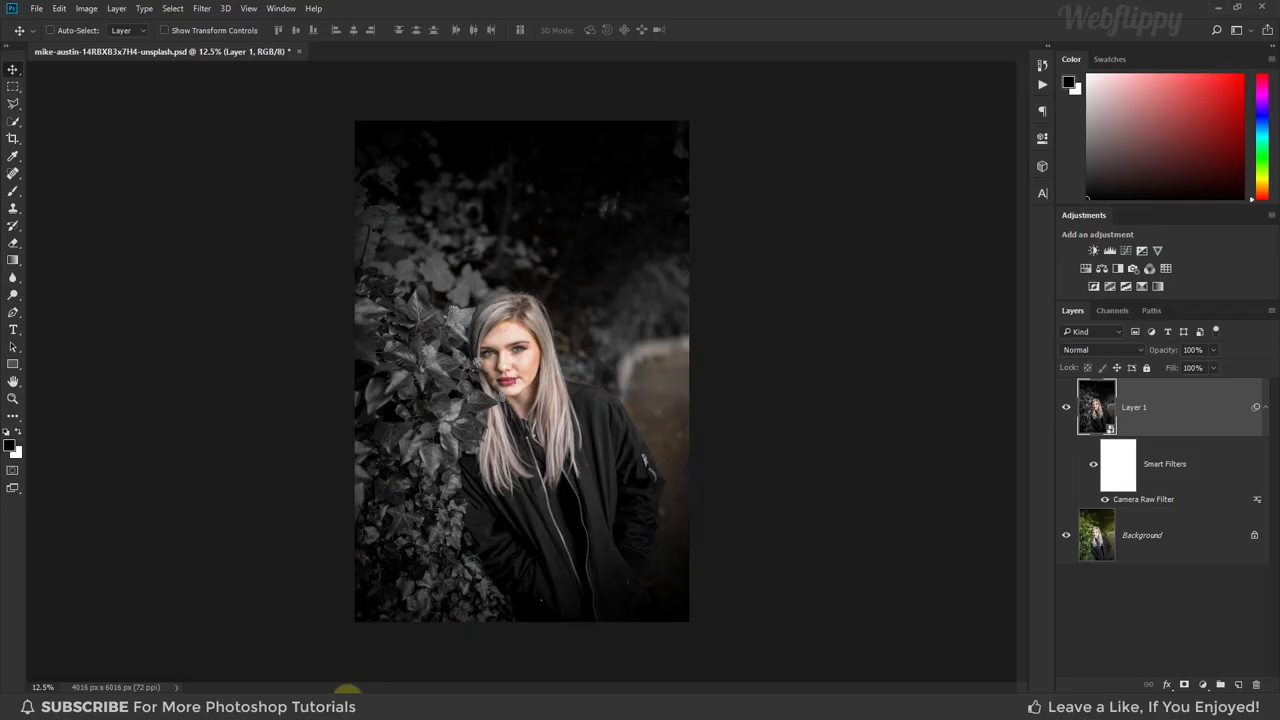 Ps File Edit Image Layer Type Select Filter 3D View Window Help
Webflippy
Auto-Select: Layer Show Transform Controls 3D Mode:
mike-austin-14RBXB3x7H4-unsplash.psd @ 12.5% (Layer 1, RGB/8) * ×
Color Swatches
Adjustments
Add an adjustment
Layers Channels Paths
Kind
Normal Opacity: 100%
Lock: Fill: 100%
Layer 1
Smart Filters
Camera Raw Filter
Background
12.5% 4016 px x 6016 px (72 ppi)
SUBSCRIBE For More Photoshop Tutorials
Leave a Like, If You Enjoyed!